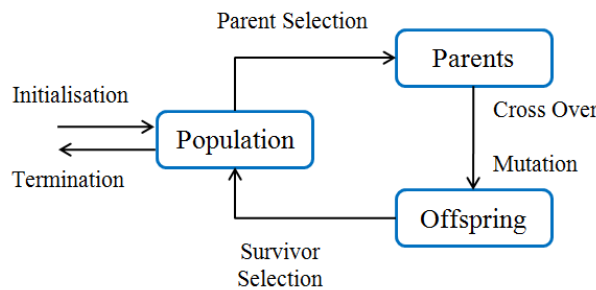 Parent Selection
Parents
Initialisation
Cross Over
Population
Mutation
Termination
Offspring
Survivor
Selection